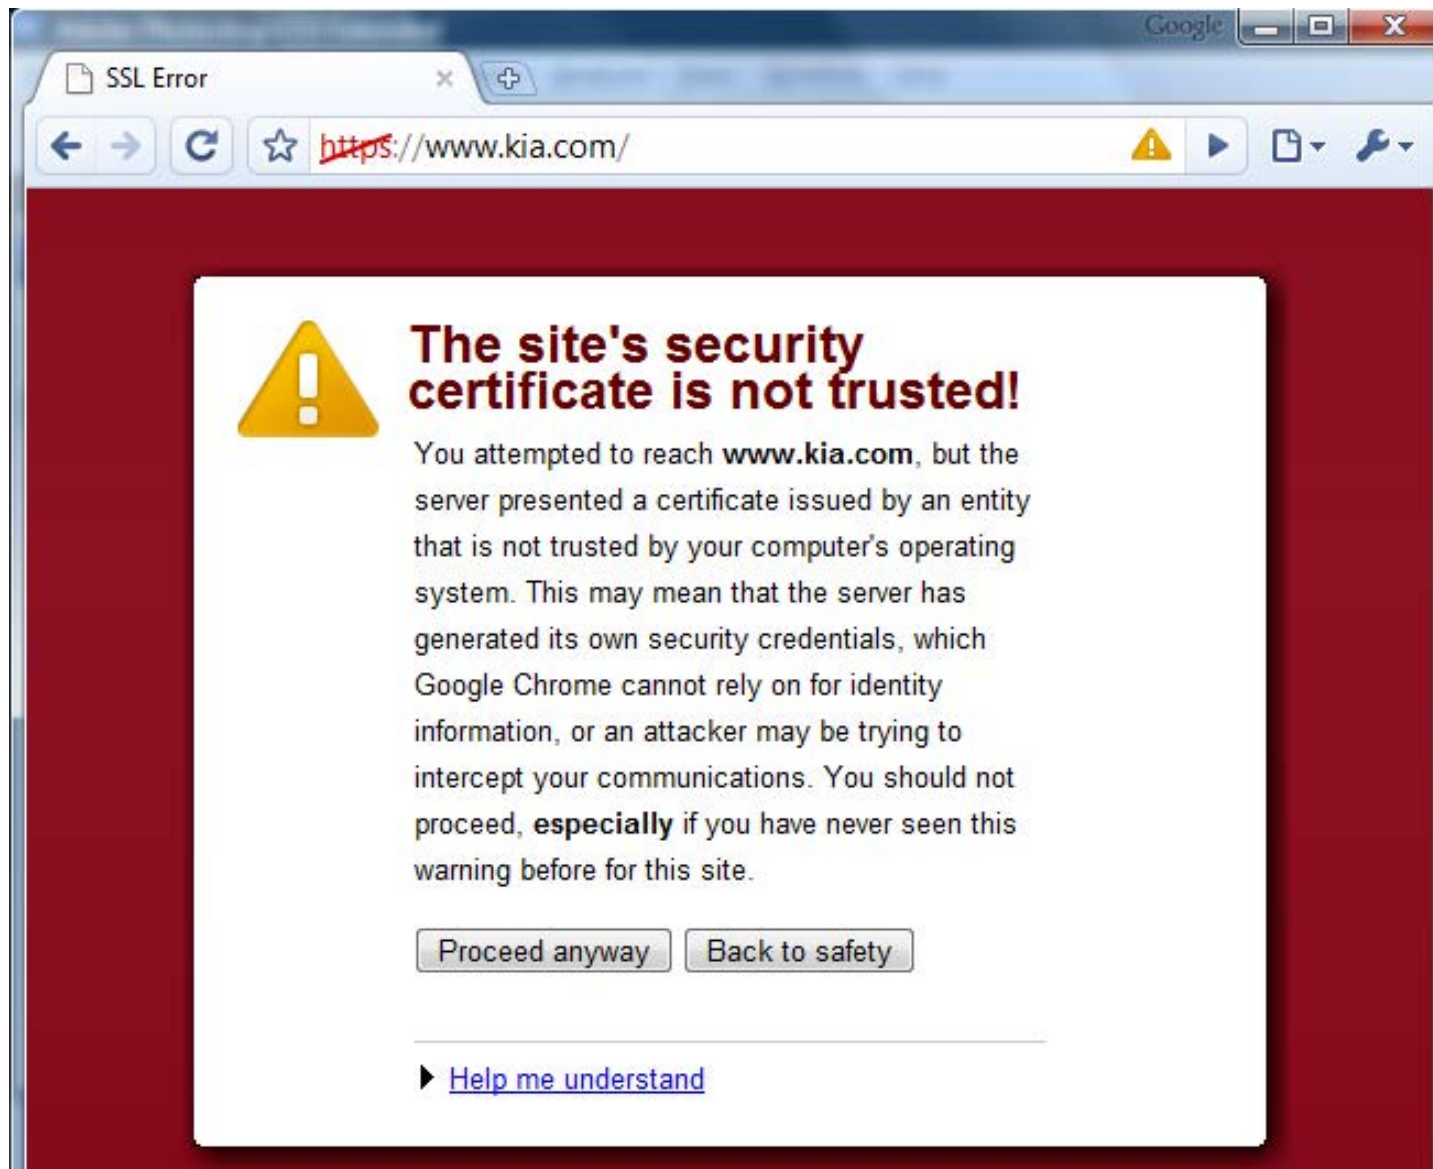 Google
SSL Error
https://www.kia.com/
The site's security
certificate is not trusted!
You attempted to reach www.kia.com, but the
server presented a certificate issued by an entity
that is not trusted by your computer's operating
system. This may mean that the server has
generated its own security credentials, which
Google Chrome cannot rely on for identity
information, or an attacker may be trying to
intercept your communications. You should not
proceed, especially if you have never seen this
warning before for this site.
Proceed anyway Back to safety
Help me understand